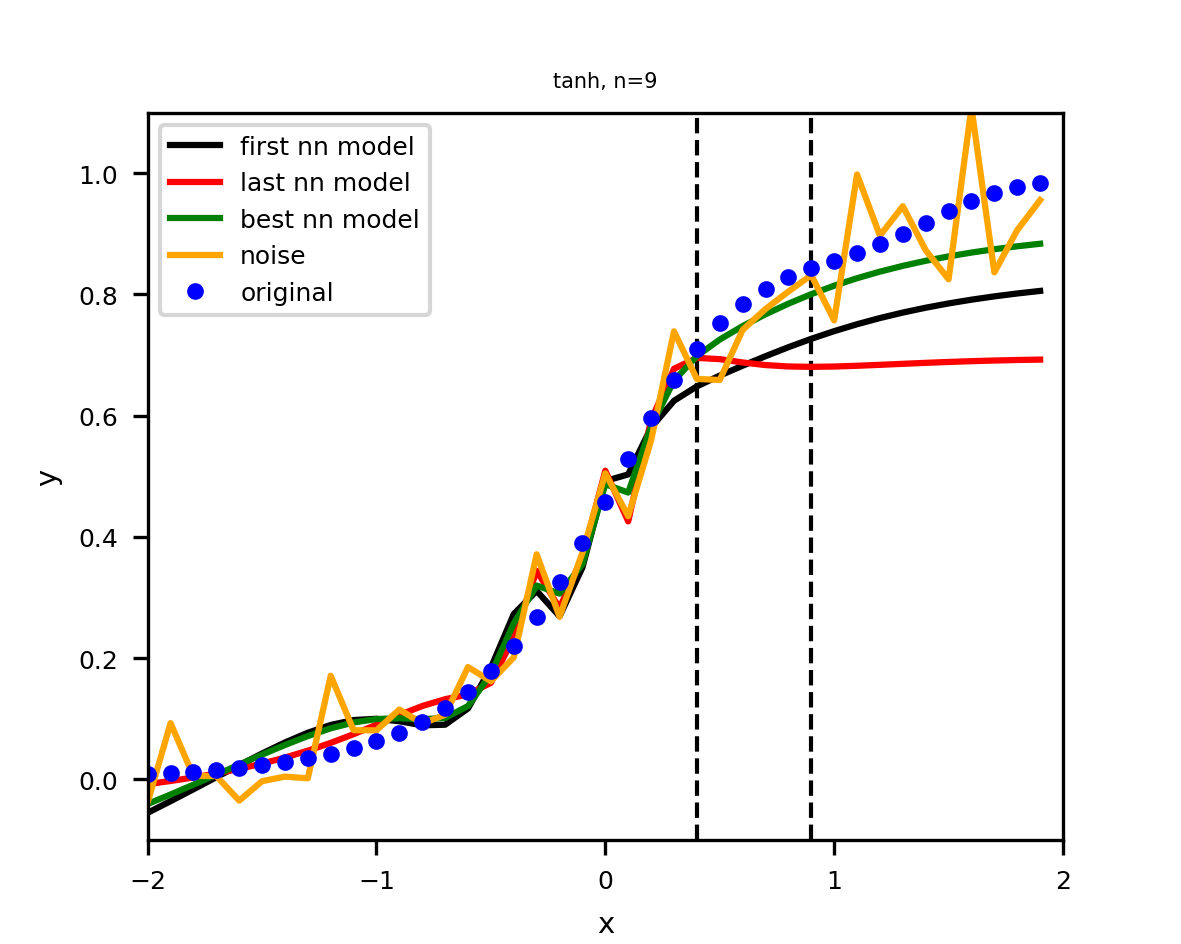 tanh, n=9
first nn model
last nn model
best nn model
noise
original
1.0
0.8
0.6
0.4
0.2
0.0
y
−2
−1
0
1
2
x